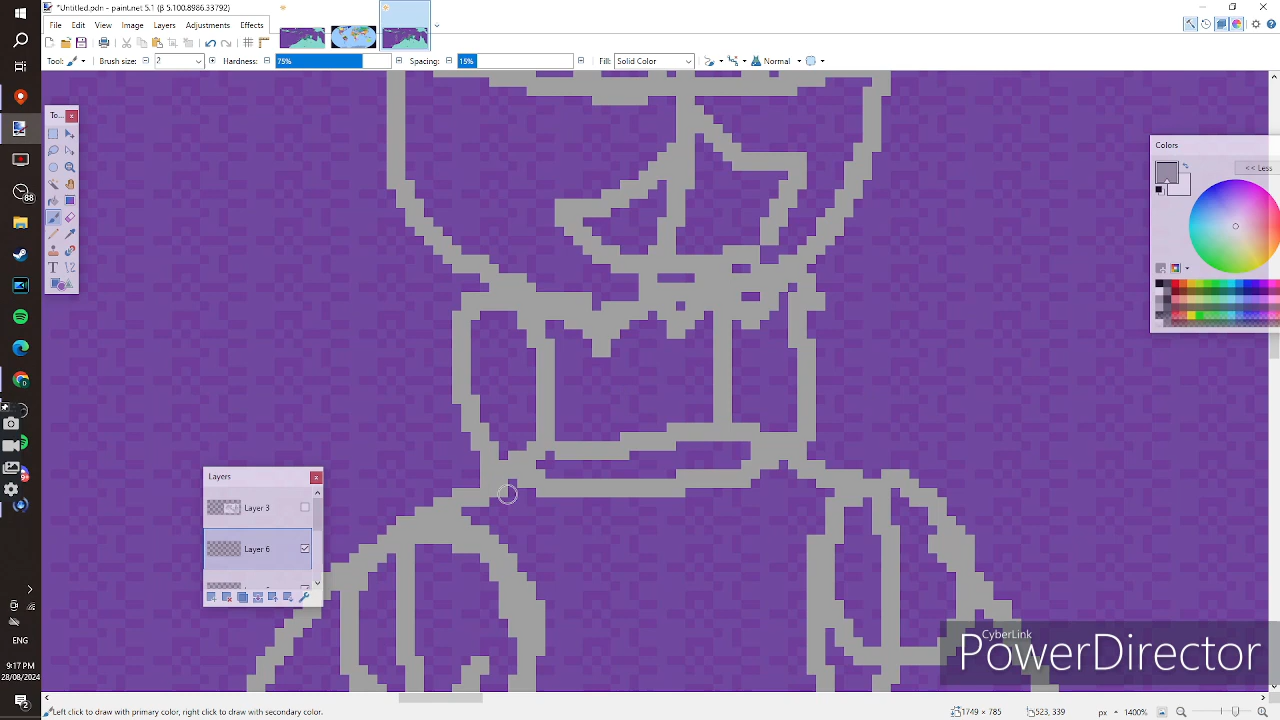 *Untitled.pdn - paint.net 5.1 (β 5.100.8986.33425)
File Edit View Image Layers Adjustments Effects
Tool: Brush size: 2 Hardness: 75% Spacing: 15% Fill: Solid Color Normal
To... x
Colors
<< Less
Layers x
Layer 3
Layer 6
ENG
9:17 PM
28/08/2024
CyberLink
PowerDirector
Left click to draw with primary color, right click to draw with secondary color. 1749 × 785 523, 339 px 1400%